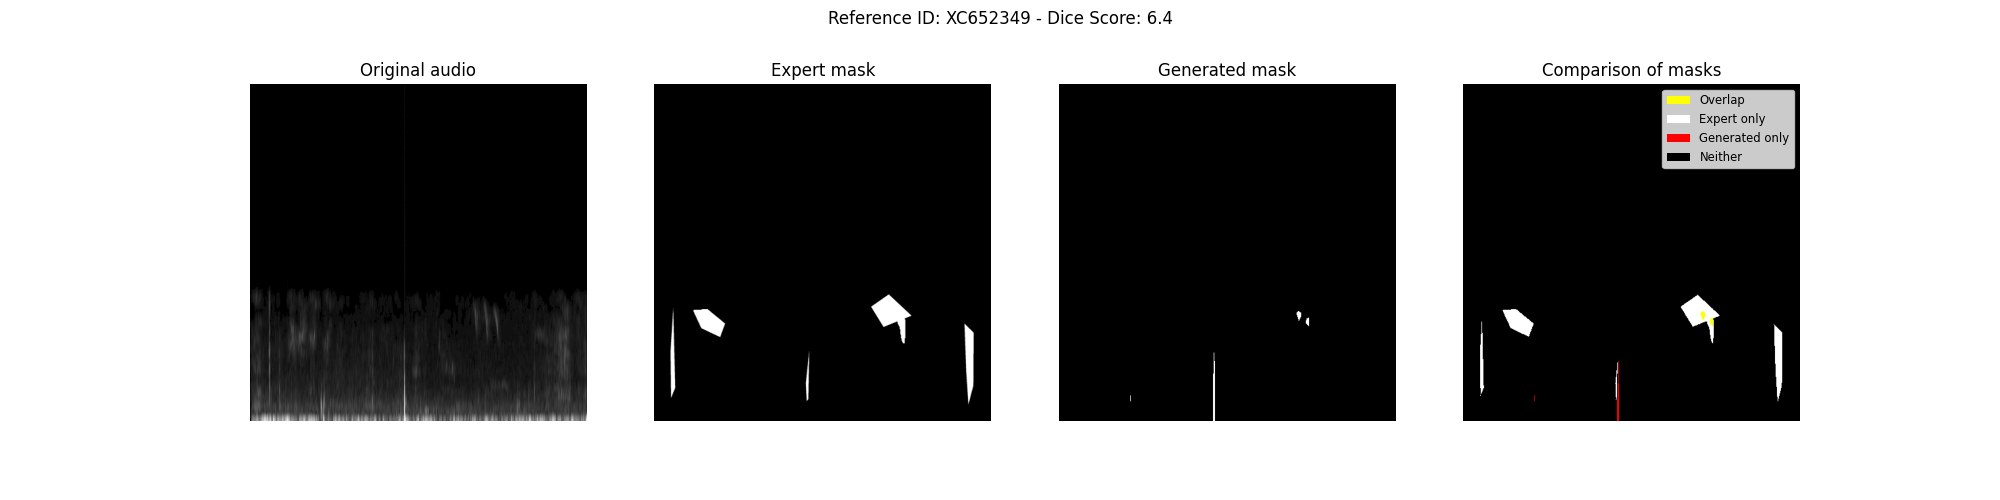 Reference ID: XC652349 - Dice Score: 6.4
Original audio
Expert mask
Generated mask
Comparison of masks
Overlap
Expert only
Generated only
Neither